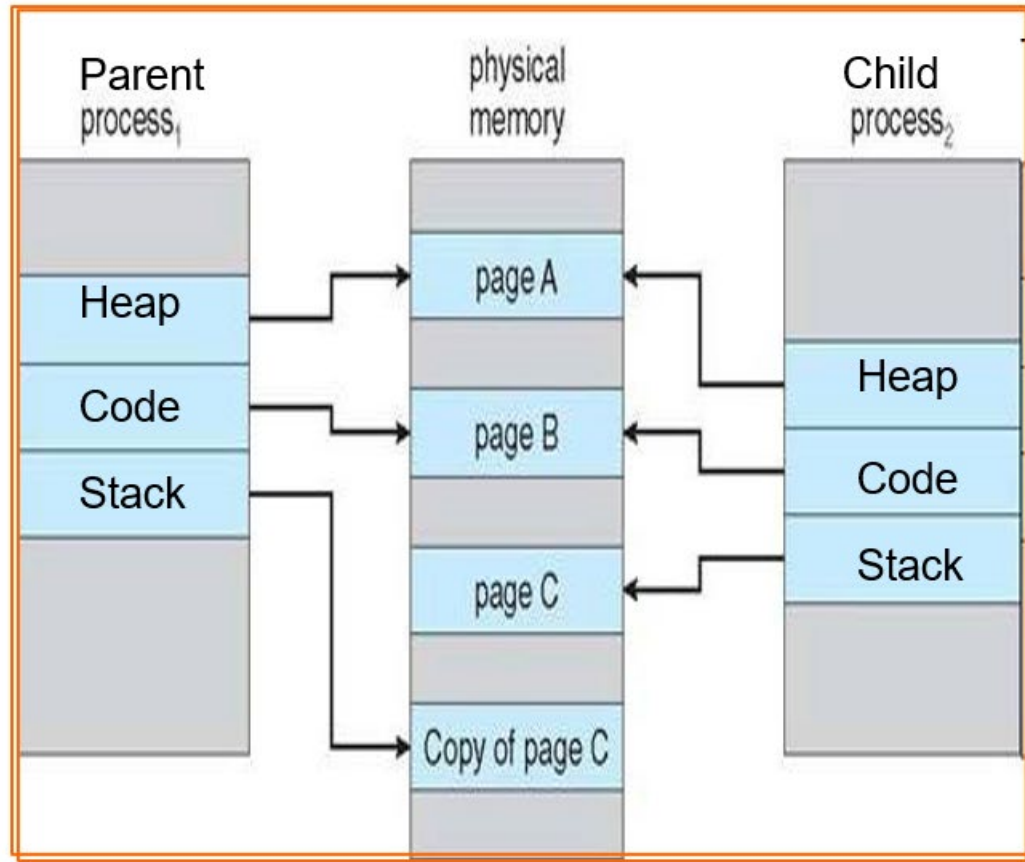 Parent
process₁
Heap
Code
Stack
physical
memory
page A
page B
page C
Copy of page C
Child
process₂
Heap
Code
Stack